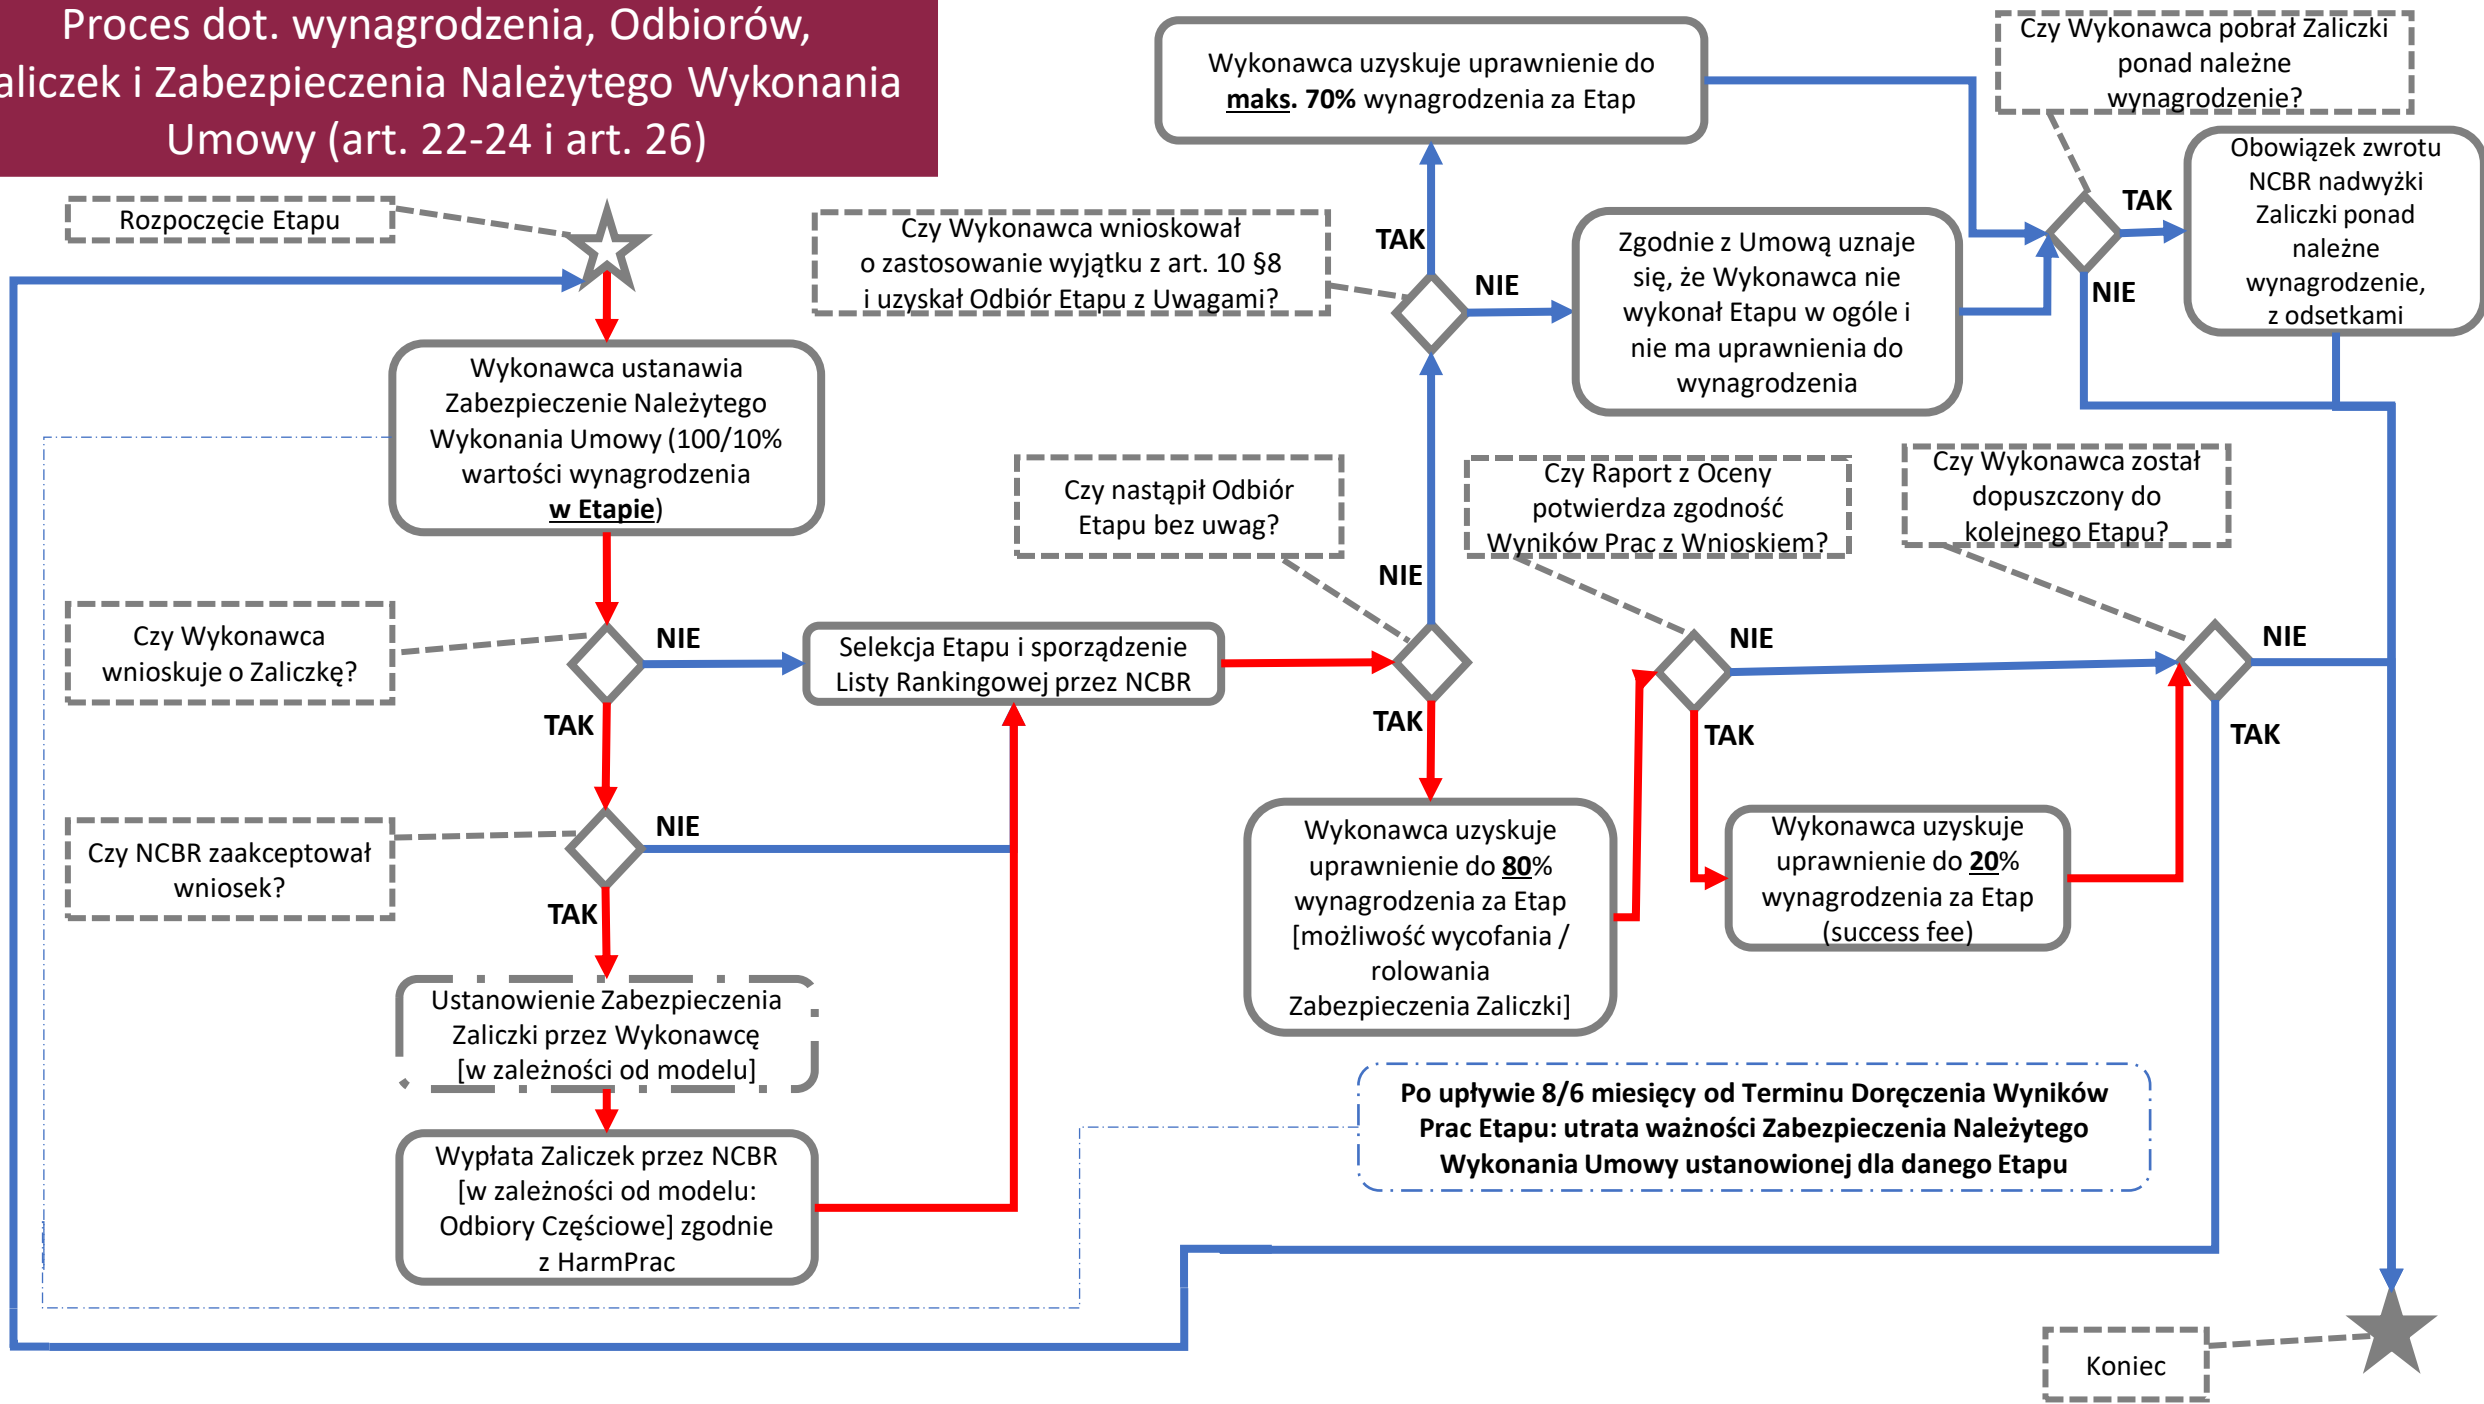 Proces dot. wynagrodzenia, Odbiorów,
aliczek i Zabezpieczenia Należytego Wykonania
Umowy (art. 22-24 i art. 26)
Rozpoczęcie Etapu
Wykonawca ustanawia
Zabezpieczenie Należytego
Wykonania Umowy (100/10%
wartości wynagrodzenia
w Etapie)
Czy Wykonawca
wnioskuje o Zaliczkę?
NIE
TAK
Czy NCBR zaakceptował
wniosek?
NIE
TAK
Ustanowienie Zabezpieczenia
Zaliczki przez Wykonawcę
[w zależności od modelu]
Wypłata Zaliczek przez NCBR
[w zależności od modelu:
Odbiory Częściowe] zgodnie
z HarmPrac
Selekcja Etapu i sporządzenie
Listy Rankingowej przez NCBR
Czy nastąpił Odbiór
Etapu bez uwag?
NIE
TAK
Czy Wykonawca wnioskował
o zastosowanie wyjątku z art. 10 §8
i uzyskał Odbiór Etapu z Uwagami?
TAK
NIE
Wykonawca uzyskuje uprawnienie do
maks. 70% wynagrodzenia za Etap
Zgodnie z Umową uznaje
się, że Wykonawca nie
wykonał Etapu w ogóle i
nie ma uprawnienia do
wynagrodzenia
Czy Wykonawca pobrał Zaliczki
ponad należne
wynagrodzenie?
TAK
NIE
Obowiązek zwrotu
NCBR nadwyżki
Zaliczki ponad
należne
wynagrodzenie,
z odsetkami
Wykonawca uzyskuje
uprawnienie do 80%
wynagrodzenia za Etap
[możliwość wycofania /
rolowania
Zabezpieczenia Zaliczki]
Czy Raport z Oceny
potwierdza zgodność
Wyników Prac z Wnioskiem?
NIE
TAK
Wykonawca uzyskuje
uprawnienie do 20%
wynagrodzenia za Etap
(success fee)
Czy Wykonawca został
dopuszczony do
kolejnego Etapu?
NIE
TAK
Po upływie 8/6 miesięcy od Terminu Doręczenia Wyników
Prac Etapu: utrata ważności Zabezpieczenia Należytego
Wykonania Umowy ustanowionej dla danego Etapu
Koniec